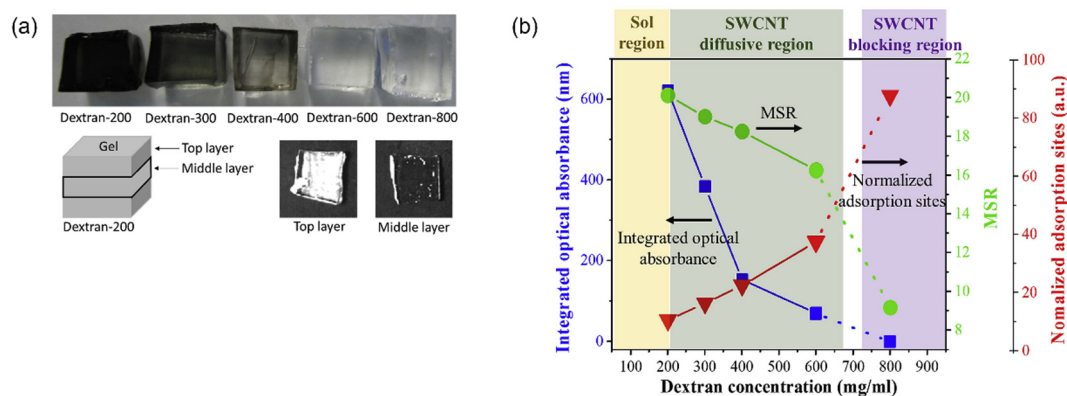 (a)
Dextran-200 Dextran-300 Dextran-400 Dextran-600 Dextran-800
Gel
Top layer
Middle layer
Dextran-200
Top layer Middle layer
(b)
Sol
region
SWCNT
diffusive region
SWCNT
blocking region
Integrated optical absorbance (nm)
600
400
200
0
MSR
Integrated optical
absorbance
Normalized
adsorption sites
22
20
18
16
14
12
10
8
MSR
100
80
60
40
20
0
Nomalized adsorption sites (a.u.)
100 200 300 400 500 600 700 800 900
Dextran concentration (mg/ml)